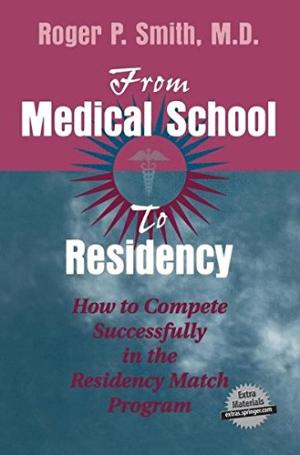 Roger P. Smith, M.D.
From
Medical School
To
Residency
How to Compete
Successfully
in the
Residency Match
Program
Extra
Materials
extras.springer.com